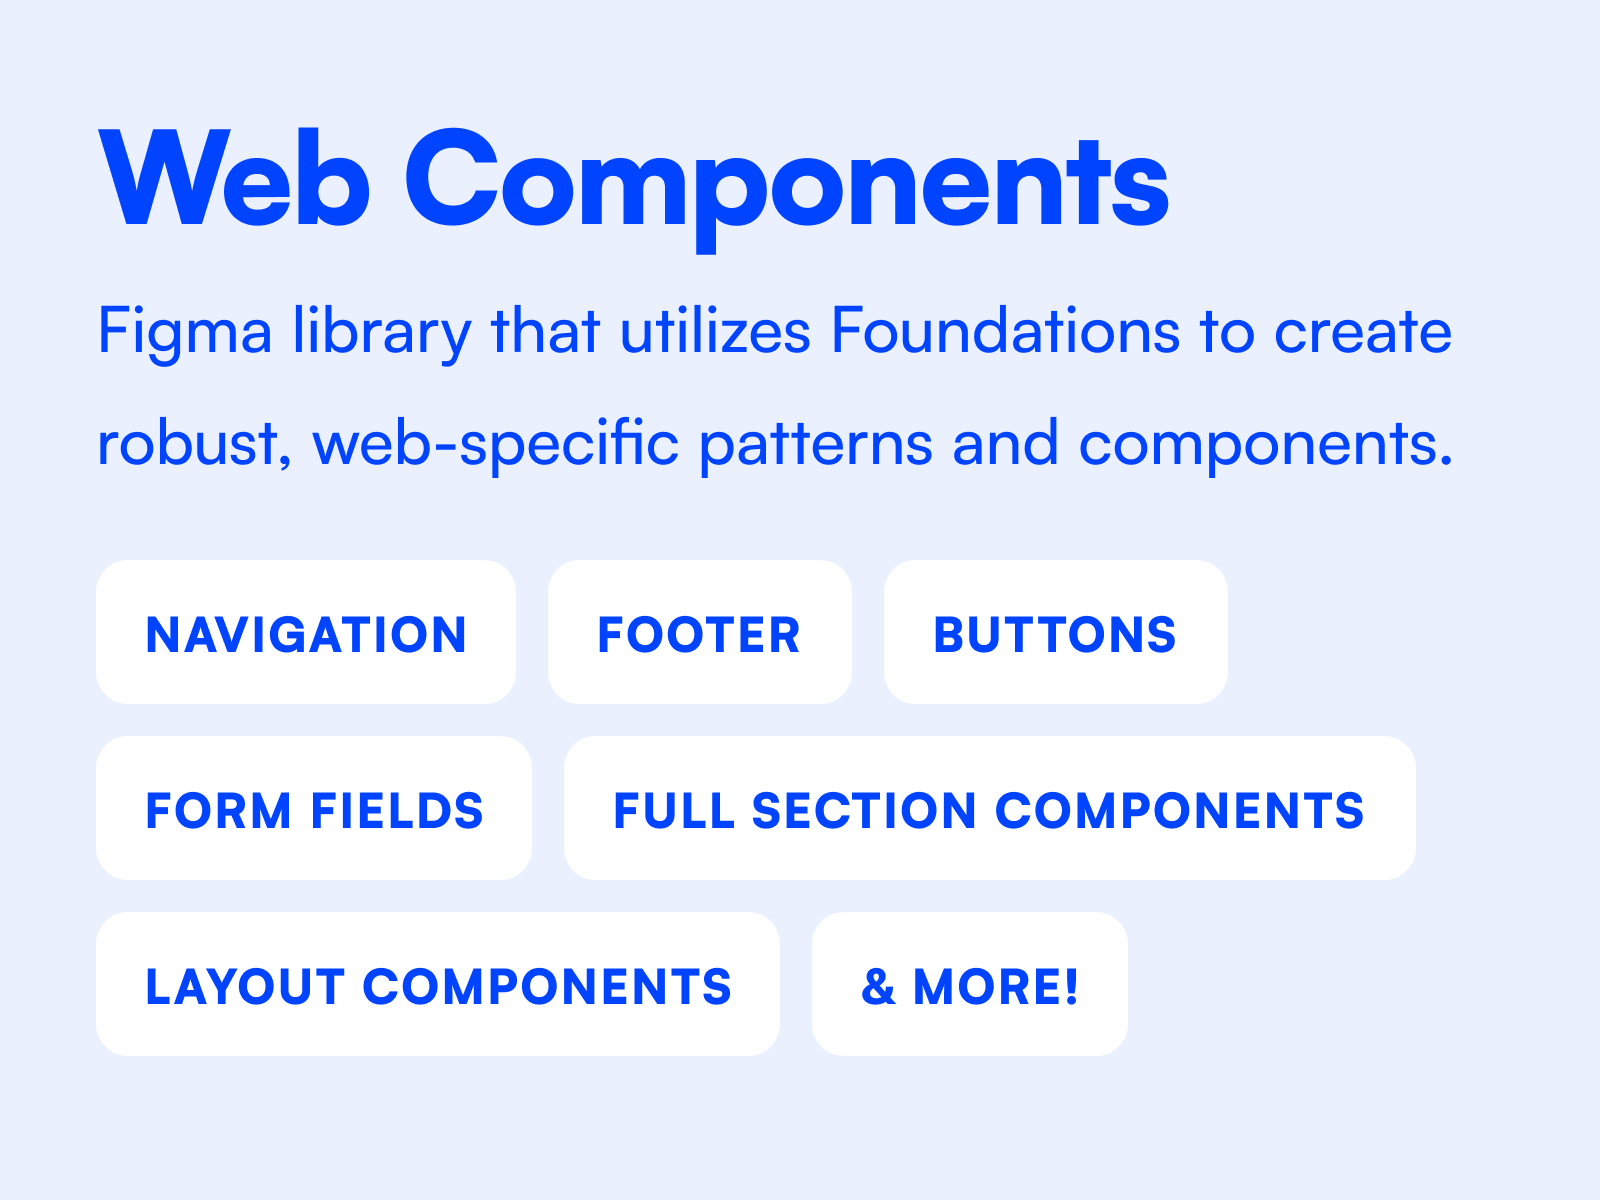 Web Components
Figma library that utilizes Foundations to create
robust, web-specific patterns and components.
NAVIGATION
FOOTER
BUTTONS
FORM FIELDS
FULL SECTION COMPONENTS
LAYOUT COMPONENTS
& MORE!